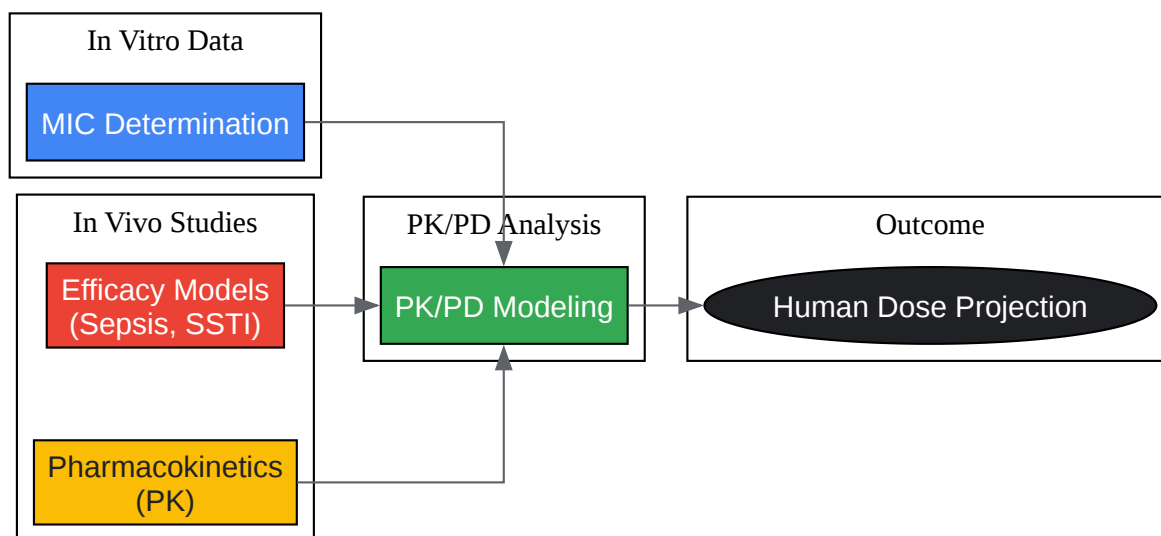 In Vitro Data
MIC Determination
In Vivo Studies
Efficacy Models
(Sepsis, SSTI)
Pharmacokinetics
(PK)
PK/PD Analysis
PK/PD Modeling
Outcome
Human Dose Projection